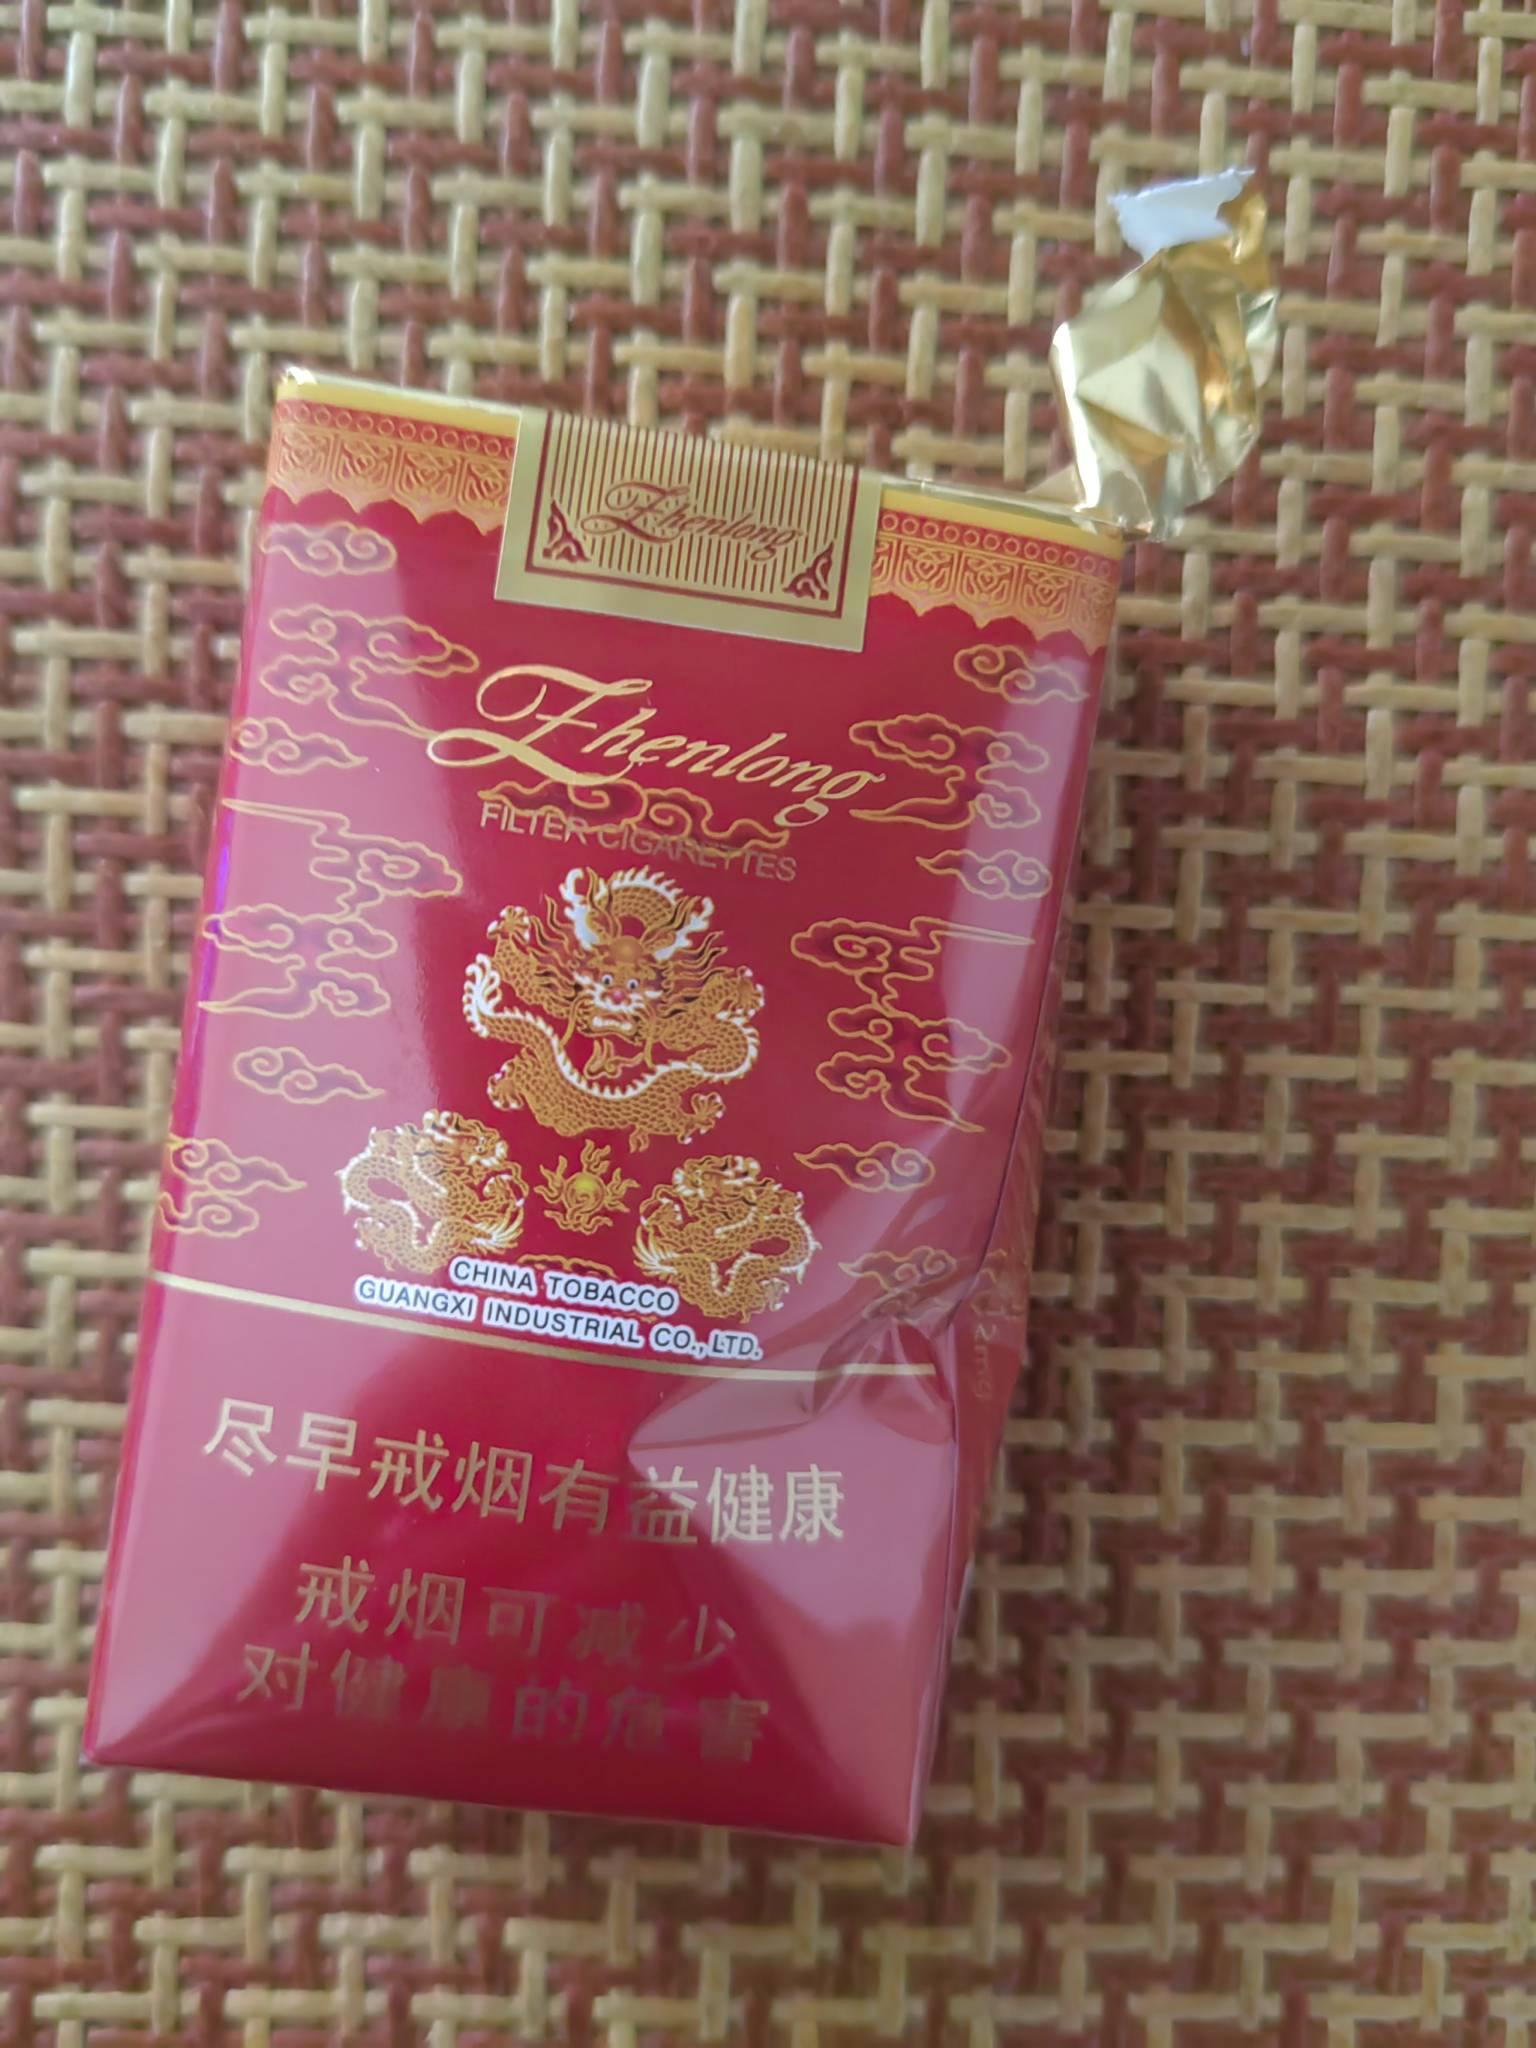 Zhenlong
Zhenlong
FILTER CIGARETTES
CHINA TOBACCO
GUANGXI INDUSTRIAL CO., LTD.
尽早戒烟有益健康
戒烟可减少
对健康的危害